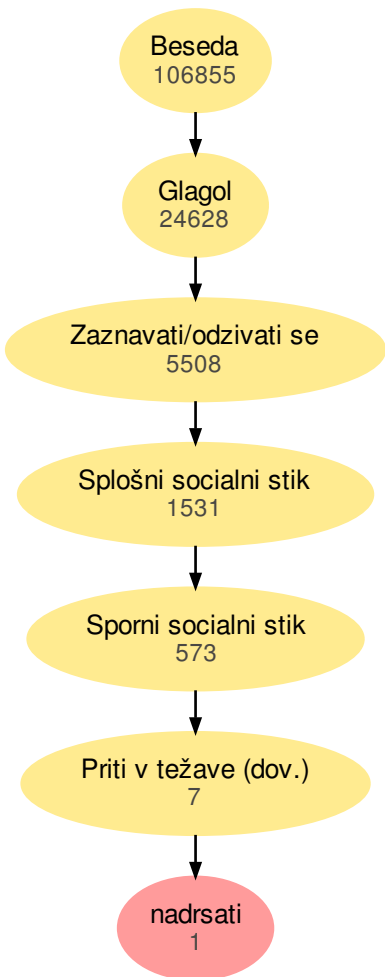 Beseda
106855
Glagol
24628
Zaznavati/odzivati se
5508
Splošni socialni stik
1531
Sporni socialni stik
573
Priti v težave (dov.)
7
nadrsati
1